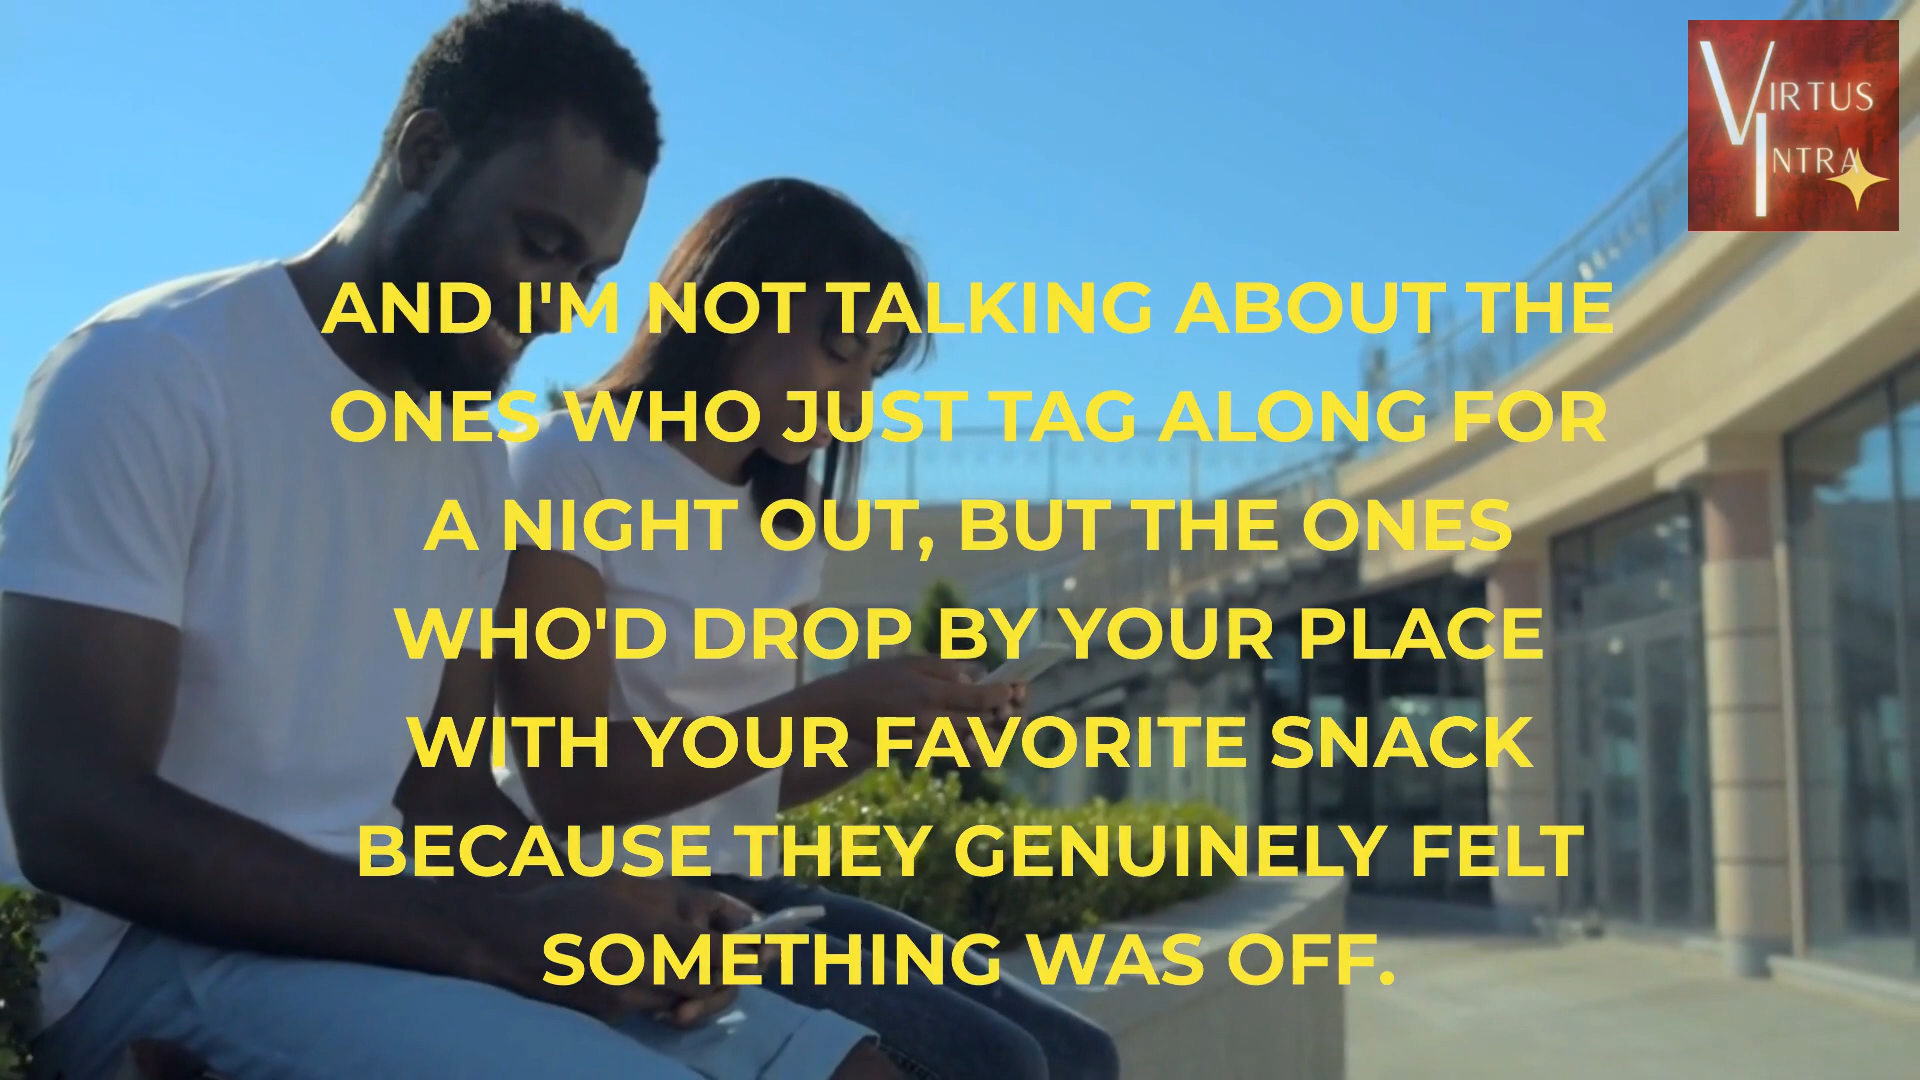 VIRTUS
INTRA
AND I'M NOT TALKING ABOUT THE
ONES WHO JUST TAG ALONG FOR
A NIGHT OUT, BUT THE ONES
WHO'D DROP BY YOUR PLACE
WITH YOUR FAVORITE SNACK
BECAUSE THEY GENUINELY FELT
SOMETHING WAS OFF.